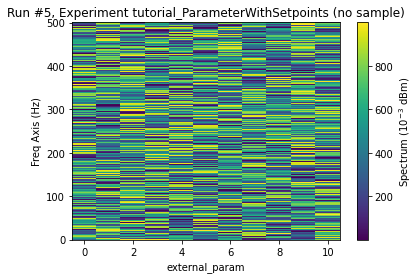 Run #5, Experiment tutorial_ParameterWithSetpoints (no sample)
500
400
300
200
100
0
Freq Axis (Hz)
0 2 4 6 8 10
external_param
800
600
400
200
Spectrum (10⁻³ dBm)